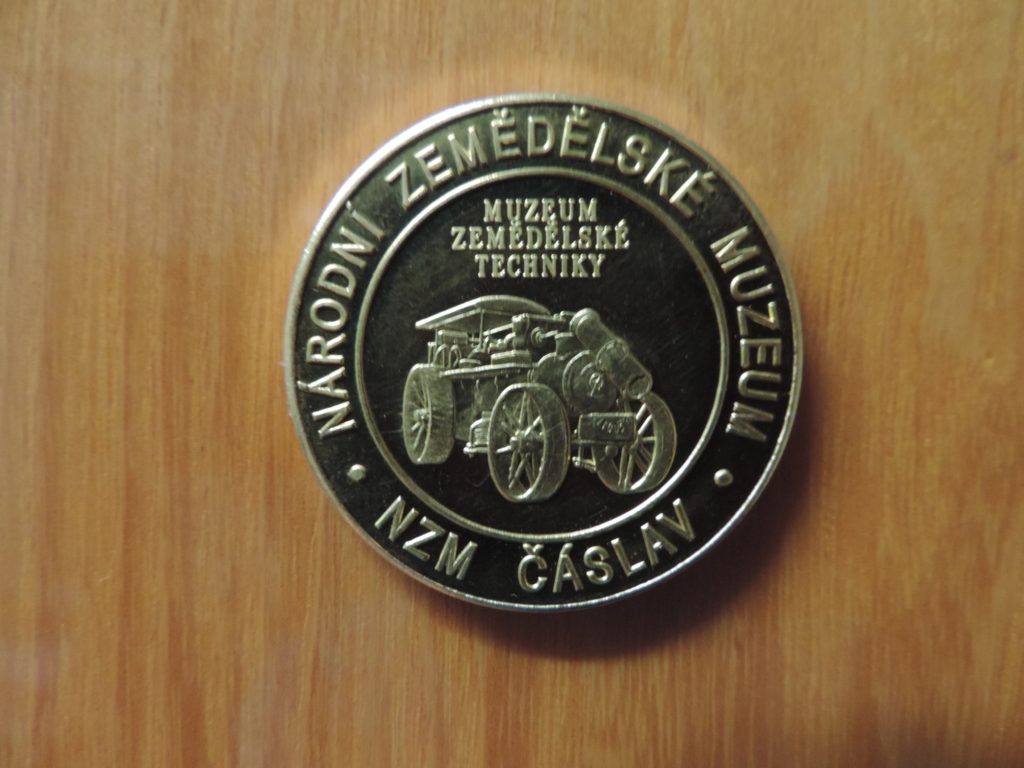 NÁRODNÍ ZEMĚDĚLSKÉ MUZEUM
MUZEUM
ZEMĚDĚLSKÉ
TECHNIKY
• NZM ČÁSLAV •